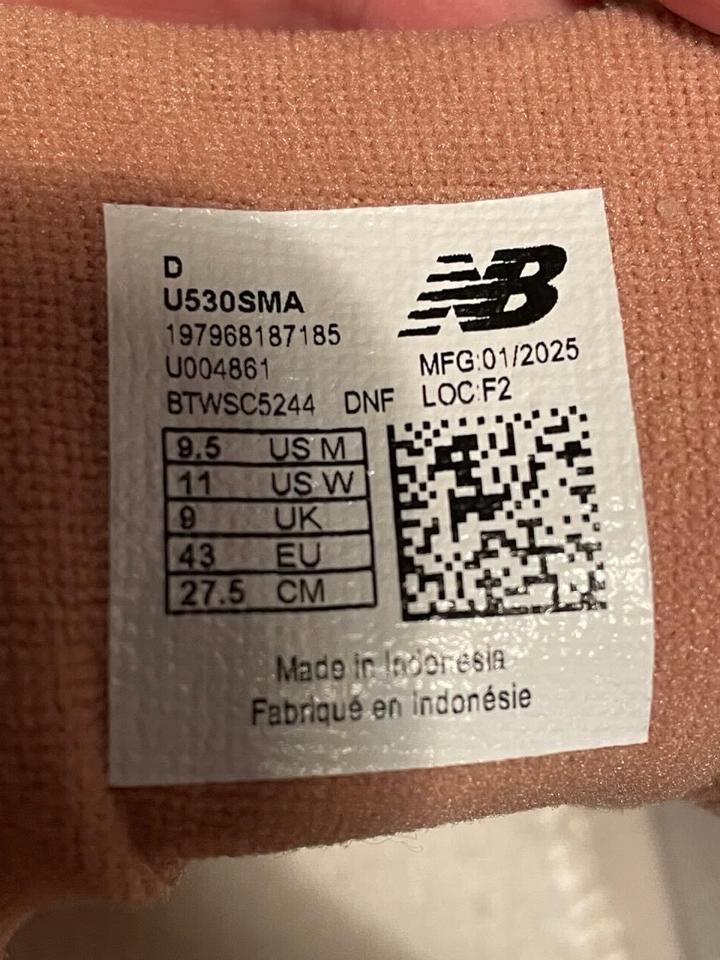 D
U530SMA
197968187185
U004861
BTWSC5244 DNF
NB
MFG:01/2025
LOC:F2
9.5 US M
11 US W
9 UK
43 EU
27.5 CM
Made in Indonesia
Fabriqué en indonésie